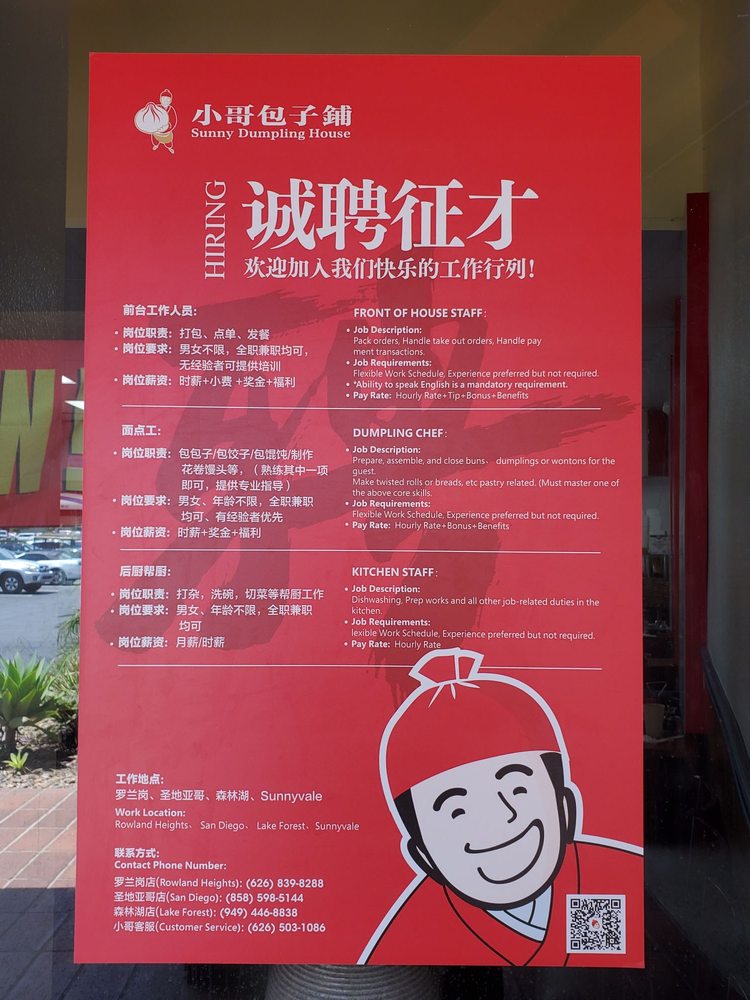 小哥包子鋪
Sunny Dumpling House
HIRING
诚聘征才
欢迎加入我们快乐的工作行列!
前台工作人员:
• 岗位职责: 打包、点单、发餐
• 岗位要求: 男女不限，全职兼职均可，
无经验者可提供培训
• 岗位薪资: 时薪+小费 +奖金+福利
FRONT OF HOUSE STAFF:
• Job Description:
Pack orders, Handle take out orders, Handle pay
ment transactions.
• Job Requirements:
Flexible Work Schedule, Experience preferred but not required.
• *Ability to speak English is a mandatory requirement.
• Pay Rate: Hourly Rate+Tip+Bonus+Benefits
面点工:
• 岗位职责: 包包子/包饺子/包馄饨/制作
花卷馒头等，（ 熟练其中一项
即可，提供专业指导 ）
• 岗位要求: 男女、年龄不限，全职兼职
均可、有经验者优先
• 岗位薪资: 时薪+奖金+福利
DUMPLING CHEF:
• Job Description:
Prepare, assemble, and close buns、 dumplings or wontons for the
guest.
Make twisted rolls or breads, etc pastry related. (Must master one of
the above core skills.
• Job Requirements:
Flexible Work Schedule, Experience preferred but not required.
• Pay Rate: Hourly Rate+Bonus+Benefits
后厨帮厨:
• 岗位职责: 打杂，洗碗，切菜等帮厨工作
• 岗位要求: 男女、年龄不限，全职兼职
均可
• 岗位薪资: 月薪/时薪
KITCHEN STAFF:
• Job Description:
Dishwashing, Prep works and all other job-related duties in the
kitchen.
• Job Requirements:
lexible Work Schedule, Experience preferred but not required.
• Pay Rate: Hourly Rate
工作地点:
罗兰岗、圣地亚哥、森林湖、Sunnyvale
Work Location:
Rowland Heights、 San Diego、 Lake Forest、Sunnyvale
联系方式:
Contact Phone Number:
罗兰岗店(Rowland Heights): (626) 839-8288
圣地亚哥店(San Diego): (858) 598-5144
森林湖店(Lake Forest): (949) 446-8838
小哥客服(Customer Service): (626) 503-1086